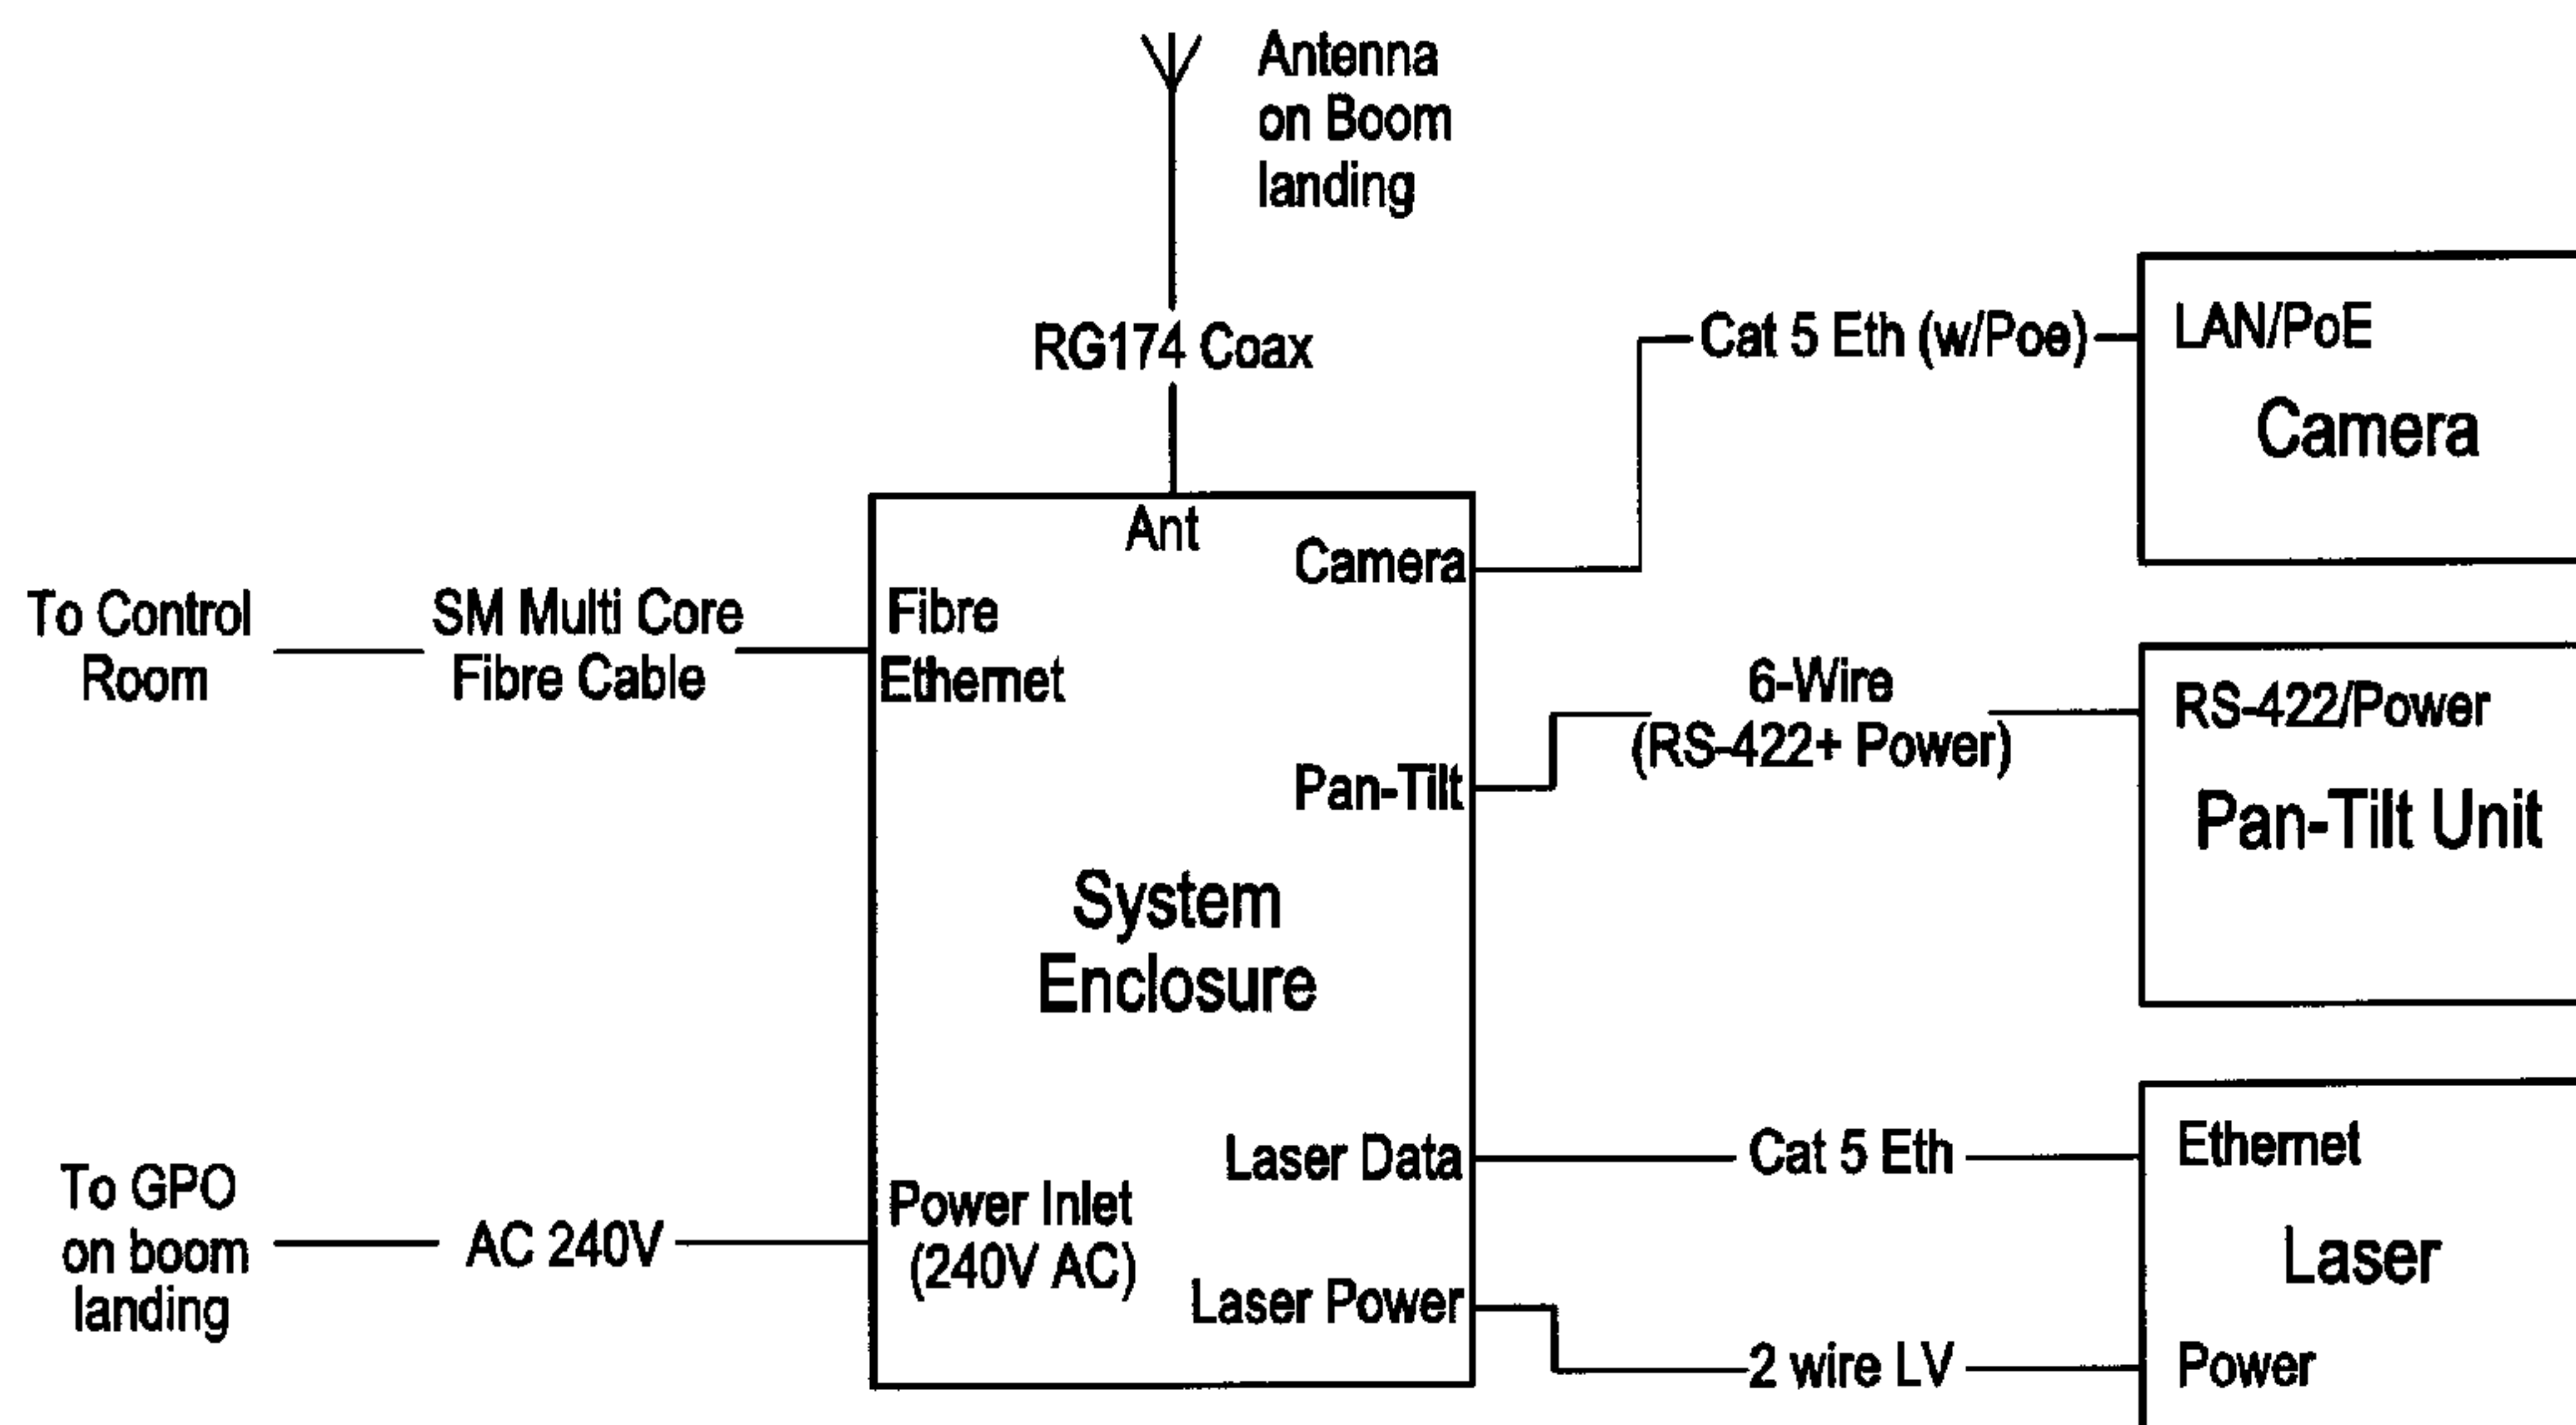 Antenna
on Boom
landing
RG174 Coax
Cat 5 Eth (w/Poe)
LAN/PoE
Camera
Ant
Camera
To Control
Room
SM Multi Core
Fibre Cable
Fibre
Ethernet
6-Wire
(RS-422+ Power)
RS-422/Power
Pan-Tilt Unit
Pan-Tilt
System
Enclosure
Laser Data
Cat 5 Eth
Ethernet
Laser
To GPO
on boom
landing
AC 240V
Power Inlet
(240V AC)
Laser Power
2 wire LV
Power